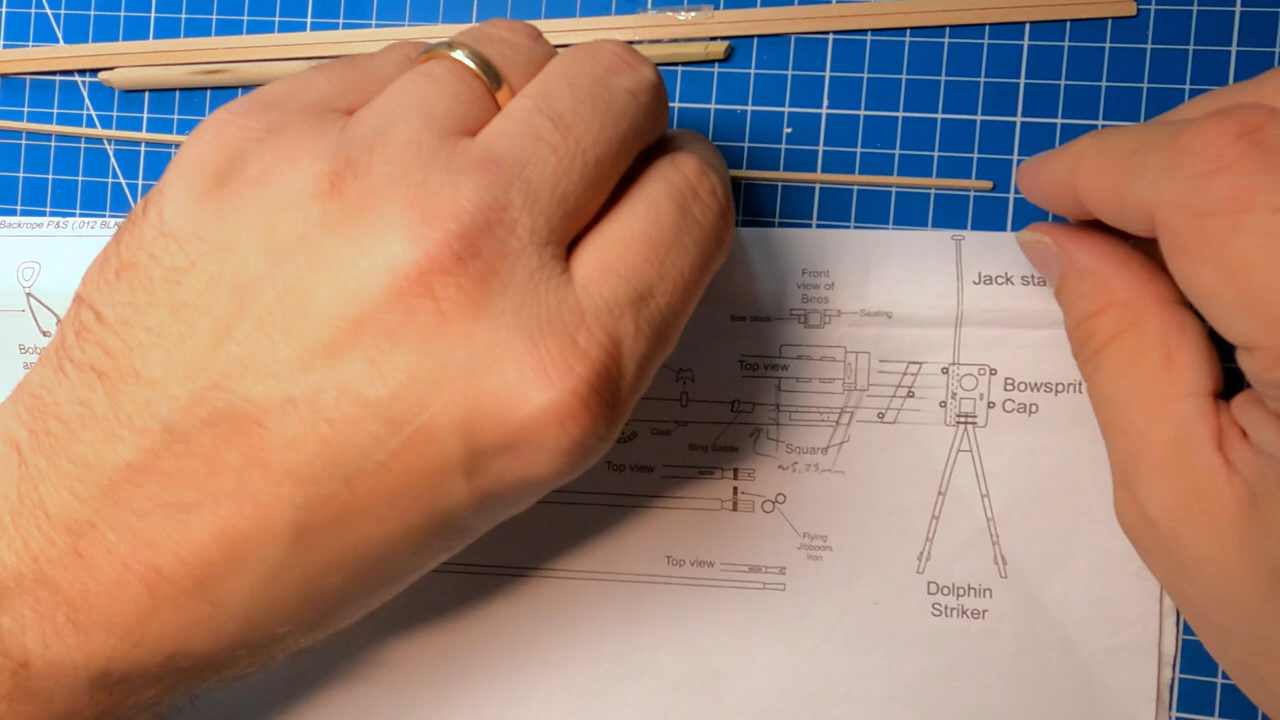 Backrope P&S (.012 BLK
Front
view of
Bees
Bee block
Seating
Jack sta
Top view
Bowsprit
Cap
Cleat
Sling Saddle
Square
~5.25mm
Top view
Flying
Jibboom
Iron
Top view
Dolphin
Striker